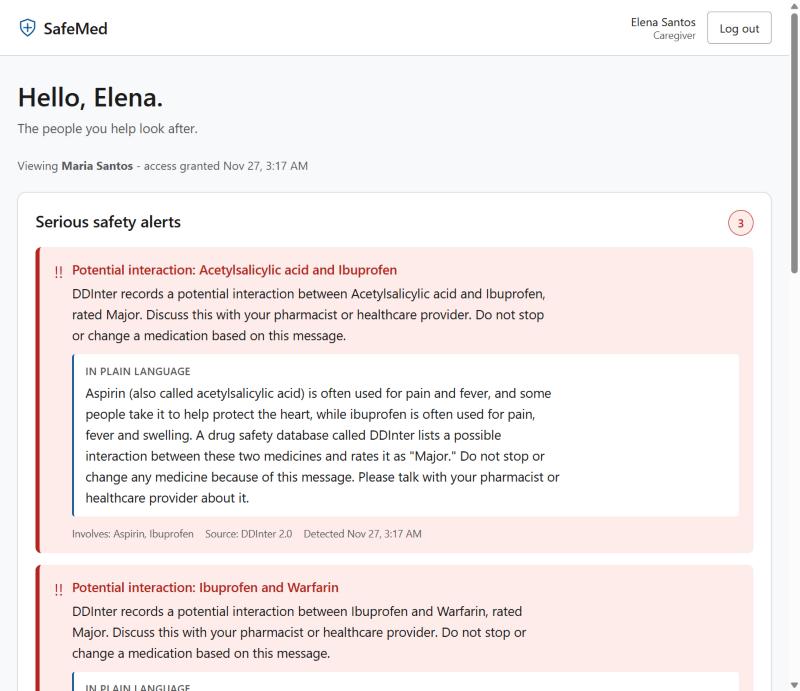 SafeMed
Elena Santos
Caregiver
Log out
Hello, Elena.
The people you help look after.
Viewing Maria Santos - access granted Nov 27, 3:17 AM
Serious safety alerts
3
!! Potential interaction: Acetylsalicylic acid and Ibuprofen
DDInter records a potential interaction between Acetylsalicylic acid and Ibuprofen,
rated Major. Discuss this with your pharmacist or healthcare provider. Do not stop
or change a medication based on this message.
IN PLAIN LANGUAGE
Aspirin (also called acetylsalicylic acid) is often used for pain and fever, and some
people take it to help protect the heart, while ibuprofen is often used for pain,
fever and swelling. A drug safety database called DDInter lists a possible
interaction between these two medicines and rates it as "Major." Do not stop or
change any medicine because of this message. Please talk with your pharmacist or
healthcare provider about it.
Involves: Aspirin, Ibuprofen Source: DDInter 2.0 Detected Nov 27, 3:17 AM
!! Potential interaction: Ibuprofen and Warfarin
DDInter records a potential interaction between Ibuprofen and Warfarin, rated
Major. Discuss this with your pharmacist or healthcare provider. Do not stop or
change a medication based on this message.
IN PLAIN LANGUAGE